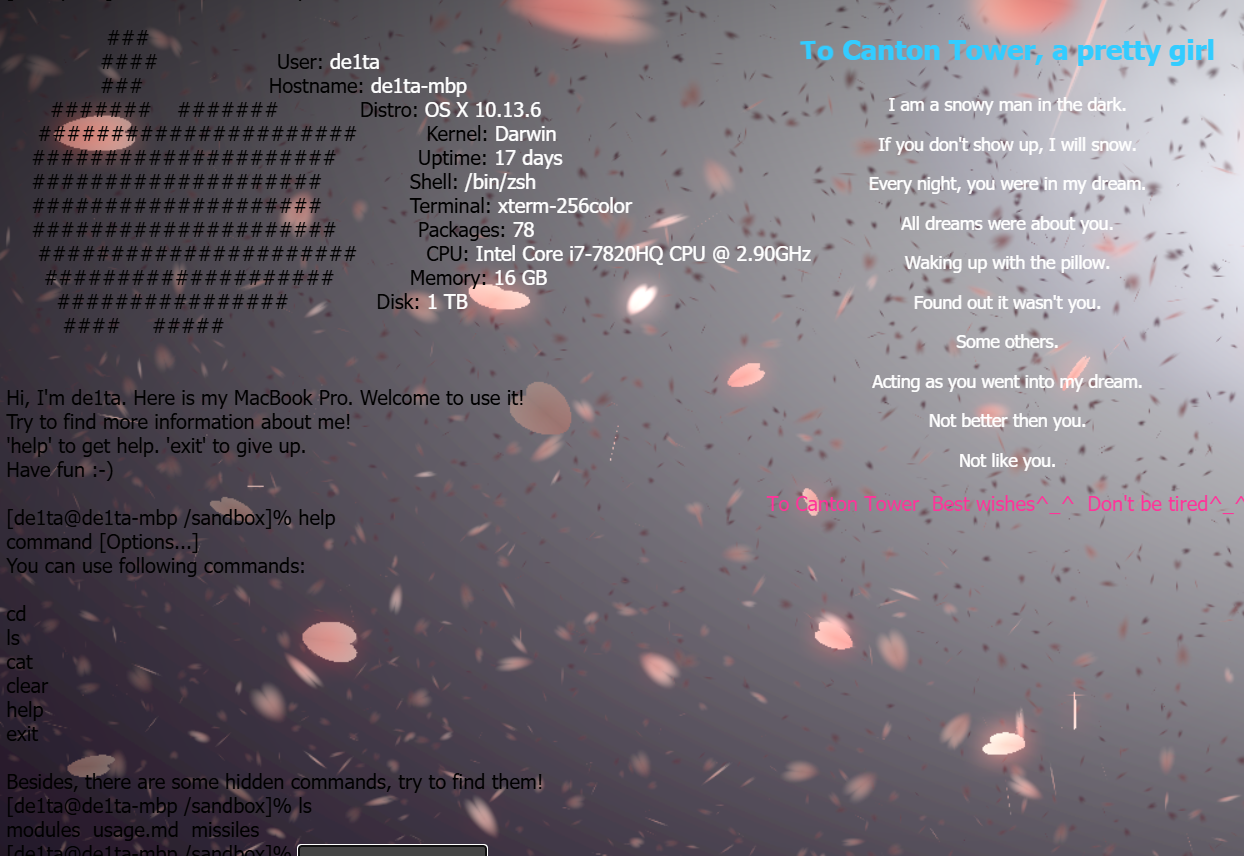 ###
####   User: de1ta
###   Hostname: de1ta-mbp
#######   #######   Distro: OS X 10.13.6
######################   Kernel: Darwin
#####################   Uptime: 17 days
####################   Shell: /bin/zsh
####################   Terminal: xterm-256color
#####################   Packages: 78
######################   CPU: Intel Core i7-7820HQ CPU @ 2.90GHz
####################   Memory: 16 GB
################   Disk: 1 TB
####   #####
Hi, I'm de1ta. Here is my MacBook Pro. Welcome to use it!
Try to find more information about me!
'help' to get help. 'exit' to give up.
Have fun :-)
[de1ta@de1ta-mbp /sandbox]% help
command [Options...]
You can use following commands:
cd
ls
cat
clear
help
exit
Besides, there are some hidden commands, try to find them!
[de1ta@de1ta-mbp /sandbox]% ls
modules  usage.md  missiles
[de1ta@de1ta-mbp /sandbox]%
To Canton Tower, a pretty girl
I am a snowy man in the dark.
If you don't show up, I will snow.
Every night, you were in my dream.
All dreams were about you.
Waking up with the pillow.
Found out it wasn't you.
Some others.
Acting as you went into my dream.
Not better then you.
Not like you.
To Canton Tower  Best wishes^_^  Don't be tired^_^